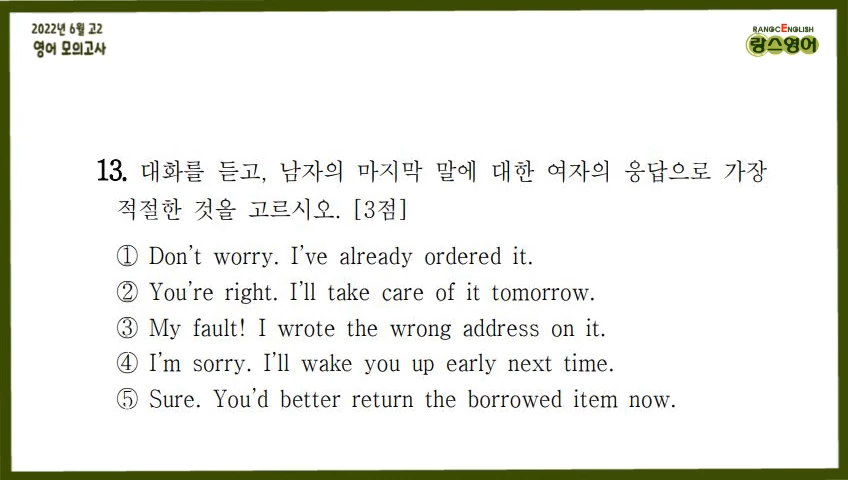 2022년 6월 고2
영어 모의고사
RANGCENGLISH
랑스영어
13. 대화를 듣고, 남자의 마지막 말에 대한 여자의 응답으로 가장
적절한 것을 고르시오. [3점]
① Don't worry. I've already ordered it.
② You're right. I'll take care of it tomorrow.
③ My fault! I wrote the wrong address on it.
④ I'm sorry. I'll wake you up early next time.
⑤ Sure. You'd better return the borrowed item now.